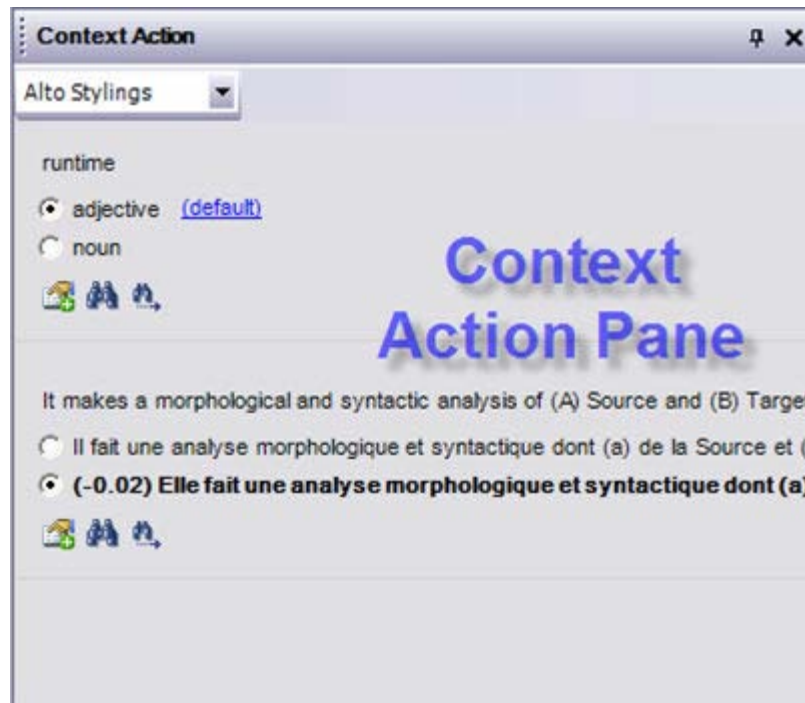 Context Action
Alto Stylings
runtime
adjective (default)
noun
Context
Action Pane
It makes a morphological and syntactic analysis of (A) Source and (B) Targe
Il fait une analyse morphologique et syntactique dont (a) de la Source et (
(-0.02) Elle fait une analyse morphologique et syntactique dont (a)